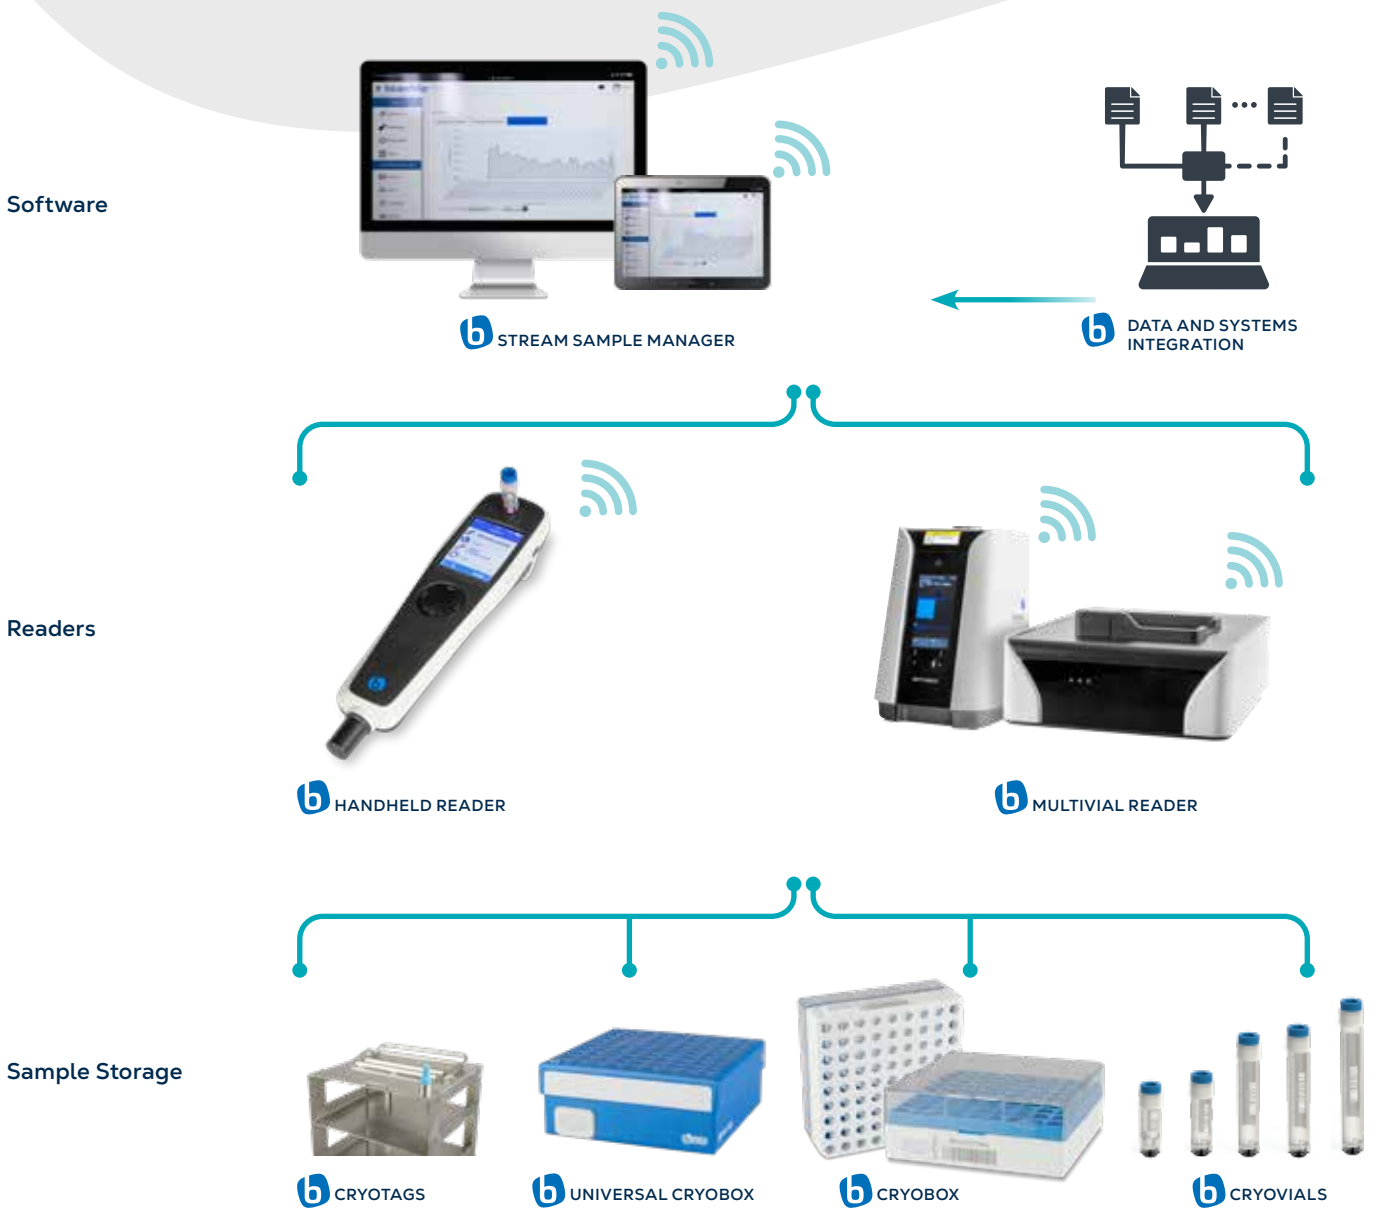 Software
STREAM SAMPLE MANAGER
DATA AND SYSTEMS
INTEGRATION
Readers
HANDHELD READER
MULTIVIAL READER
Sample Storage
CRYOTAGS
UNIVERSAL CRYOBOX
CRYOBOX
CRYOVIALS